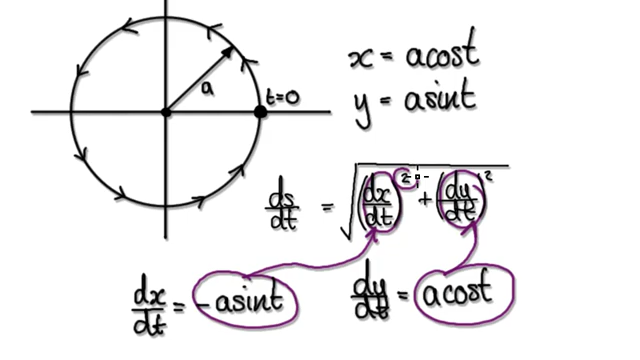 x = acost
t=0
a
y = asint
ds/dt = √((dx/dt)² + (dy/dt)²)
dx/dt = -asint
dy/dt = acost